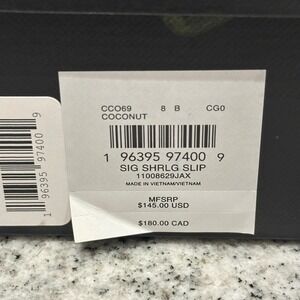 CCO69 8 B CG0
COCONUT
1 96395 97400 9
SIG SHRLG SLIP
11008629JAX
MADE IN VIETNAM/VIETNAM
MFSRP
$145.00 USD
$180.00 CAD
1 96395 97400 9